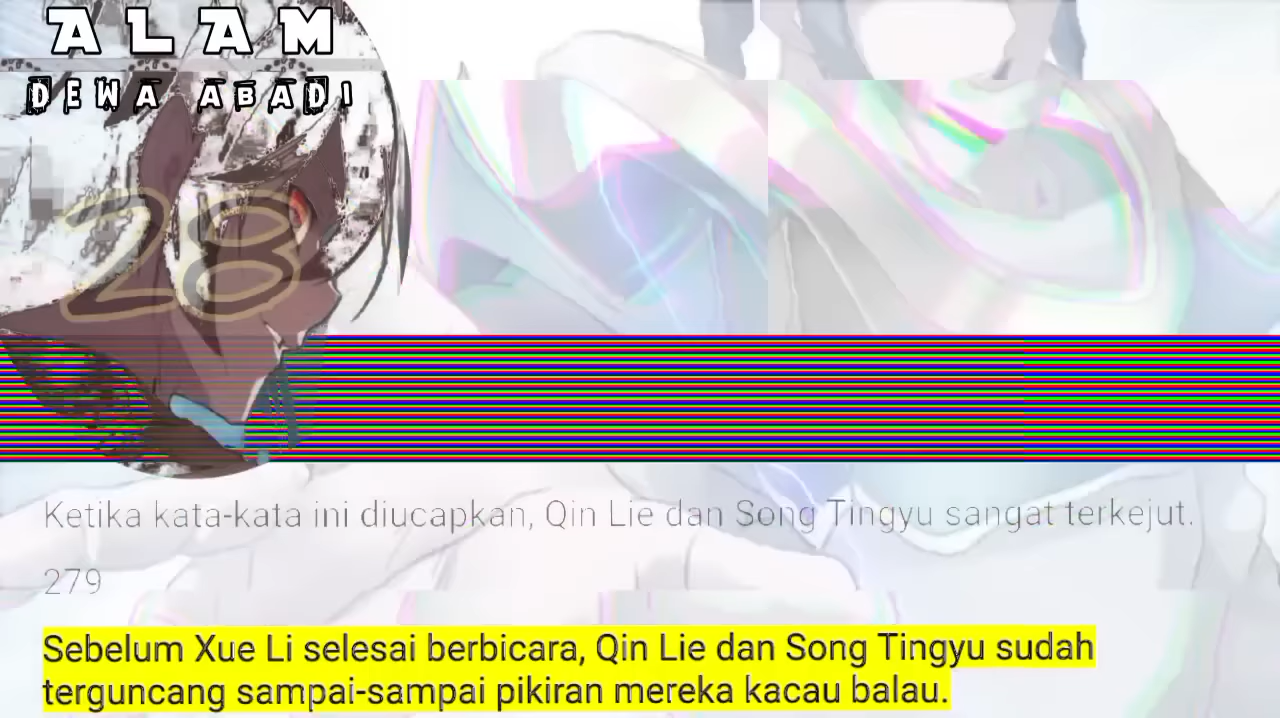 ALAM
DEWA ABADI
28
Ketika kata-kata ini diucapkan, Qin Lie dan Song Tingyu sangat terkejut.
279
Sebelum Xue Li selesai berbicara, Qin Lie dan Song Tingyu sudah
terguncang sampai-sampai pikiran mereka kacau balau.